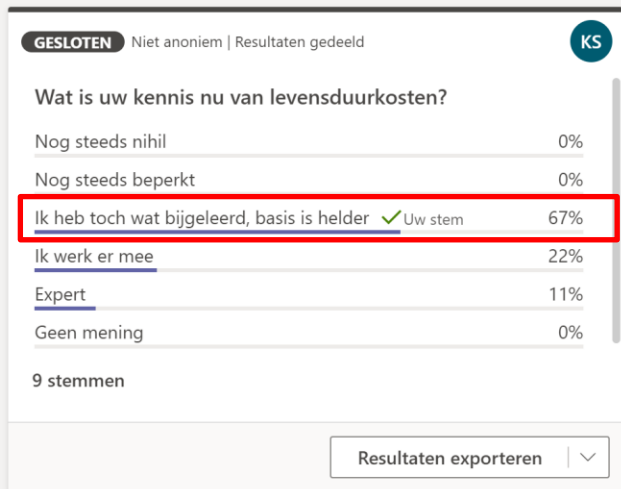 GESLOTEN Niet anoniem | Resultaten gedeeld KS
Wat is uw kennis nu van levensduurkosten?
Nog steeds nihil 0%
Nog steeds beperkt 0%
Ik heb toch wat bijgeleerd, basis is helder Uw stem 67%
Ik werk er mee 22%
Expert 11%
Geen mening 0%
9 stemmen
Resultaten exporteren